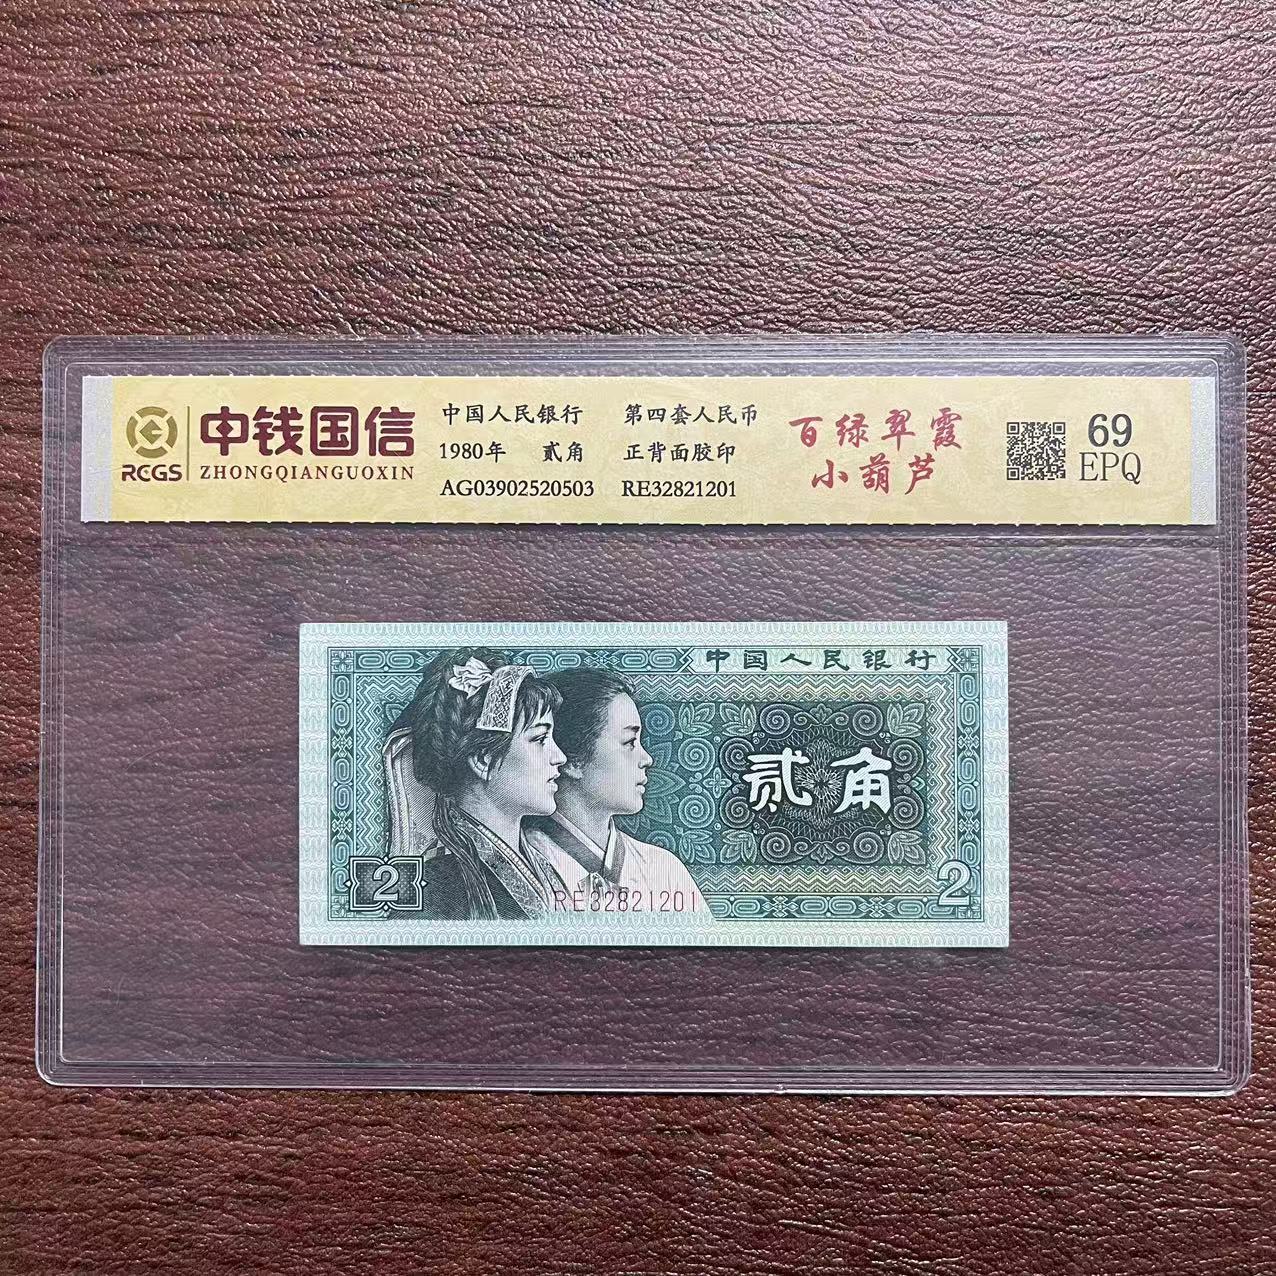 中钱国信
RCGS ZHONGQIANGUOXIN
中国人民银行 第四套人民币
1980年 贰角 正背面胶印
AG03902520503 RE32821201
百绿翠霞
小葫芦
69
EPQ
中国人民银行
贰角
2
RE32821201
2